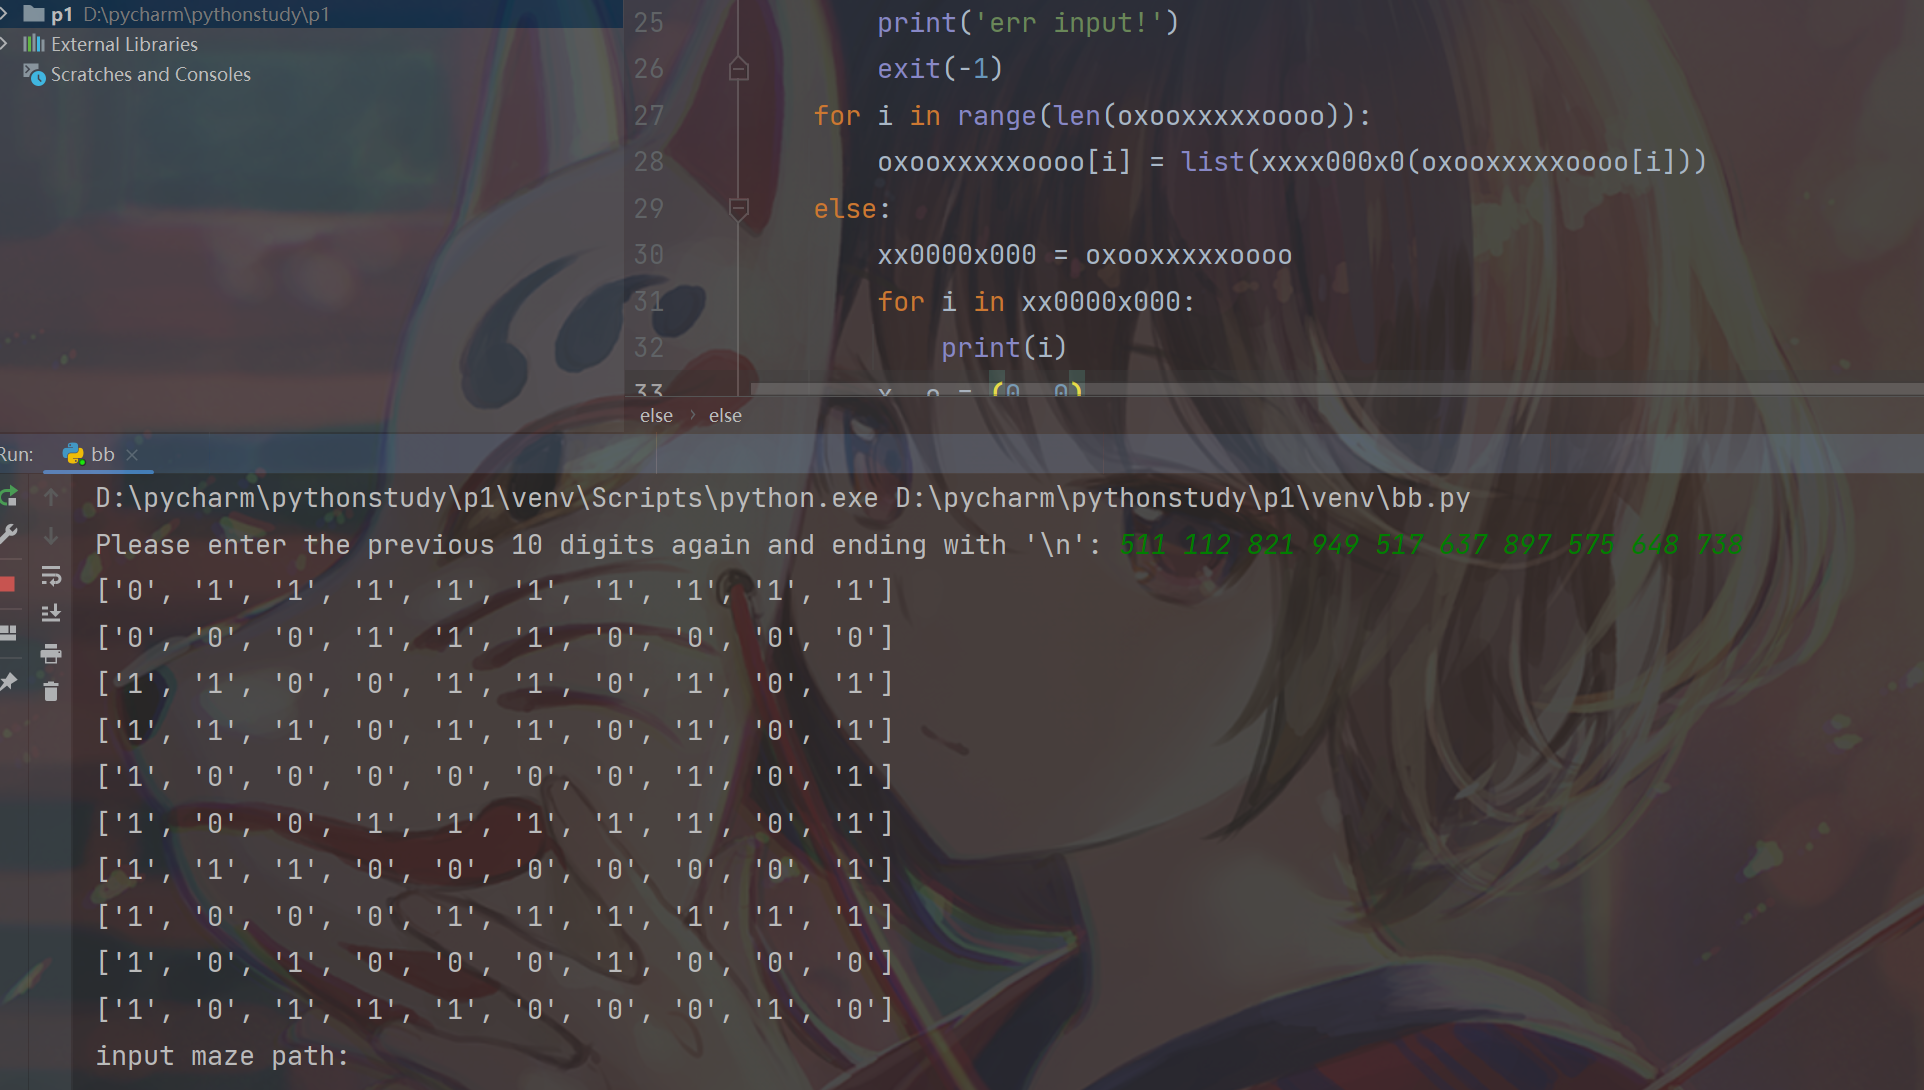 p1 D:\pycharm\pythonstudy\p1
External Libraries
Scratches and Consoles
25 print('err input!')
26 exit(-1)
27 for i in range(len(oxooxxxxxoooo)):
28 oxooxxxxxoooo[i] = list(xxxx000x0(oxooxxxxxoooo[i]))
29 else:
30 xx0000x000 = oxooxxxxxoooo
31 for i in xx0000x000:
32 print(i)
33 x, o = (0, 0)
else › else
Run: bb
D:\pycharm\pythonstudy\p1\venv\Scripts\python.exe D:\pycharm\pythonstudy\p1\venv\bb.py
Please enter the previous 10 digits again and ending with '\n': 511 112 821 949 517 637 897 575 648 738
['0', '1', '1', '1', '1', '1', '1', '1', '1', '1']
['0', '0', '0', '1', '1', '1', '0', '0', '0', '0']
['1', '1', '0', '0', '1', '1', '0', '1', '0', '1']
['1', '1', '1', '0', '1', '1', '0', '1', '0', '1']
['1', '0', '0', '0', '0', '0', '0', '1', '0', '1']
['1', '0', '0', '1', '1', '1', '1', '1', '0', '1']
['1', '1', '1', '0', '0', '0', '0', '0', '0', '1']
['1', '0', '0', '0', '1', '1', '1', '1', '1', '1']
['1', '0', '1', '0', '0', '0', '1', '0', '0', '0']
['1', '0', '1', '1', '1', '0', '0', '0', '1', '0']
input maze path: